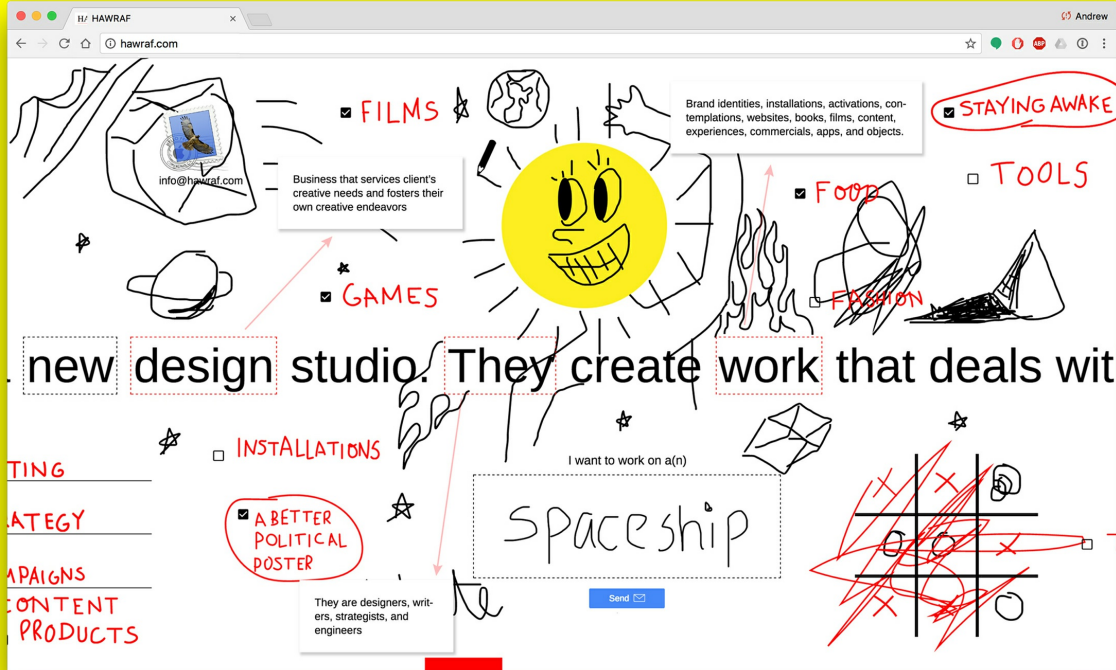 H/ HAWRAF
Andrew
hawraf.com
ABP
FILMS
Brand identities, installations, activations, con-
templations, websites, books, films, content,
experiences, commercials, apps, and objects.
STAYING AWAKE
info@hawraf.com
Business that services client's
creative needs and fosters their
own creative endeavors
FOOD
TOOLS
GAMES
FASHION
new design studio. They create work that deals wit
INSTALLATIONS
I want to work on a(n)
TING
ATEGY
MPAIGNS
CONTENT
PRODUCTS
A BETTER
POLITICAL
POSTER
spaceship
Send
They are designers, writ-
ers, strategists, and
engineers